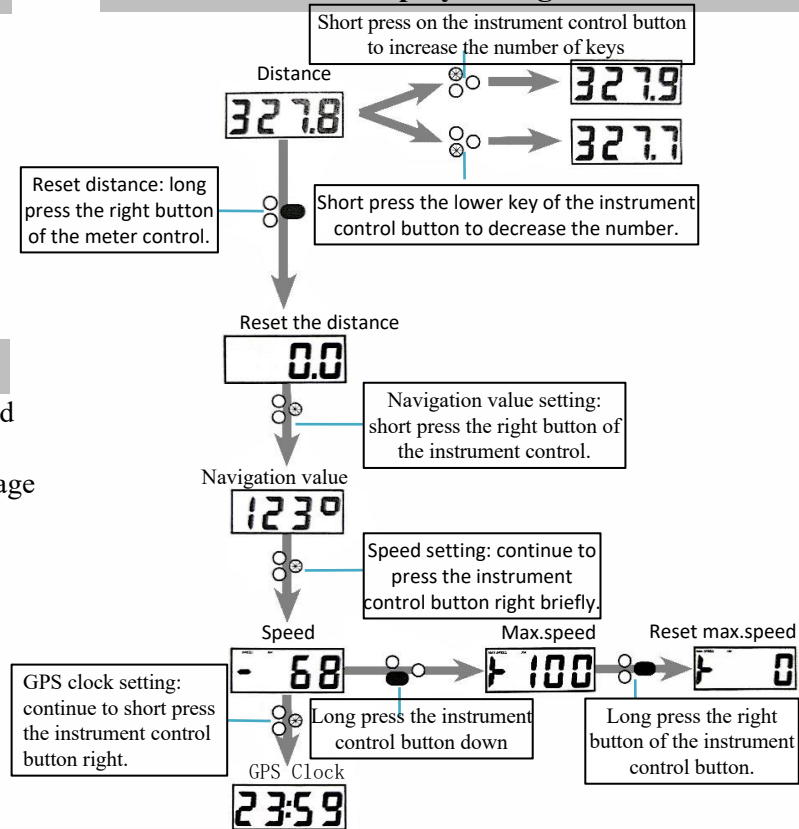 Short press on the instrument control button
to increase the number of keys
Distance
327.8
327.9
327.7
Reset distance: long
press the right button
of the meter control.
Short press the lower key of the instrument
control button to decrease the number.
Reset the distance
0.0
Navigation value setting:
short press the right button of
the instrument control.
Navigation value
123°
Speed setting: continue to
press the instrument
control button right briefly.
Speed
- 68
Max.speed
100
Reset max.speed
0
GPS clock setting:
continue to short press
the instrument control
button right.
Long press the instrument
control button down
Long press the right
button of the instrument
control button.
GPS Clock
23:59